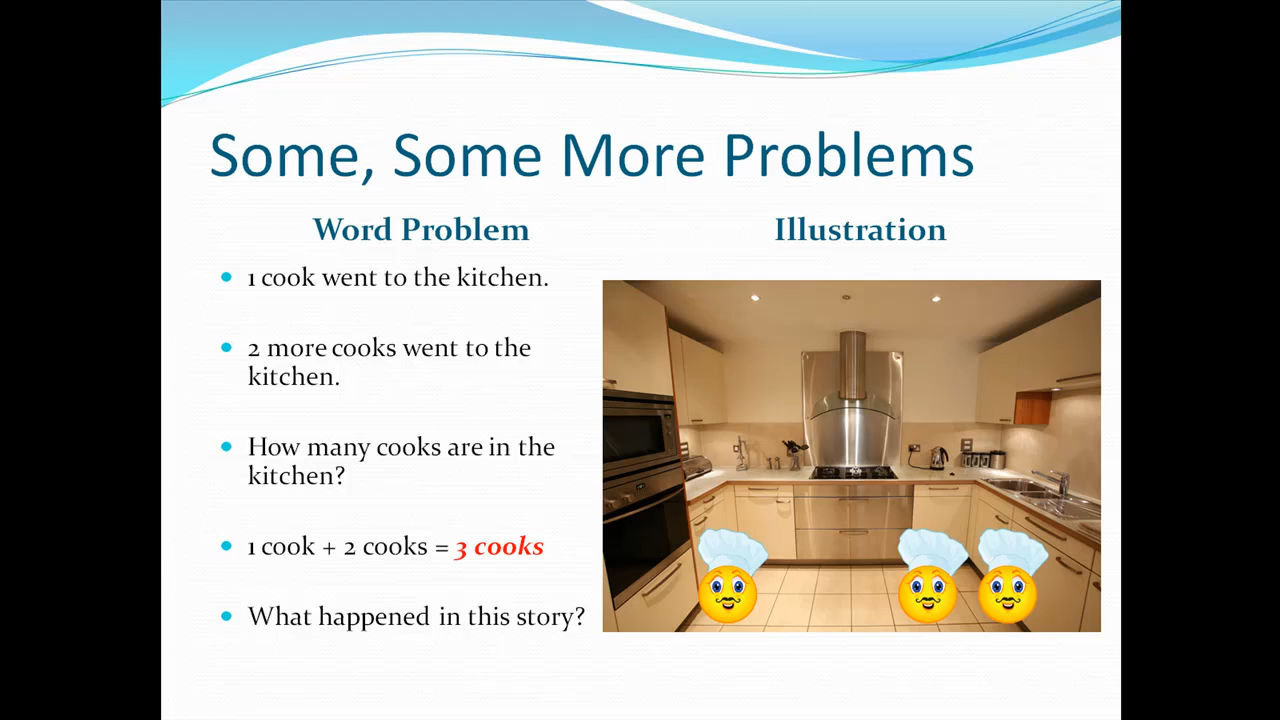 Some, Some More Problems
Word Problem
Illustration
1 cook went to the kitchen.
2 more cooks went to the
kitchen.
How many cooks are in the
kitchen?
1 cook + 2 cooks = 3 cooks
What happened in this story?